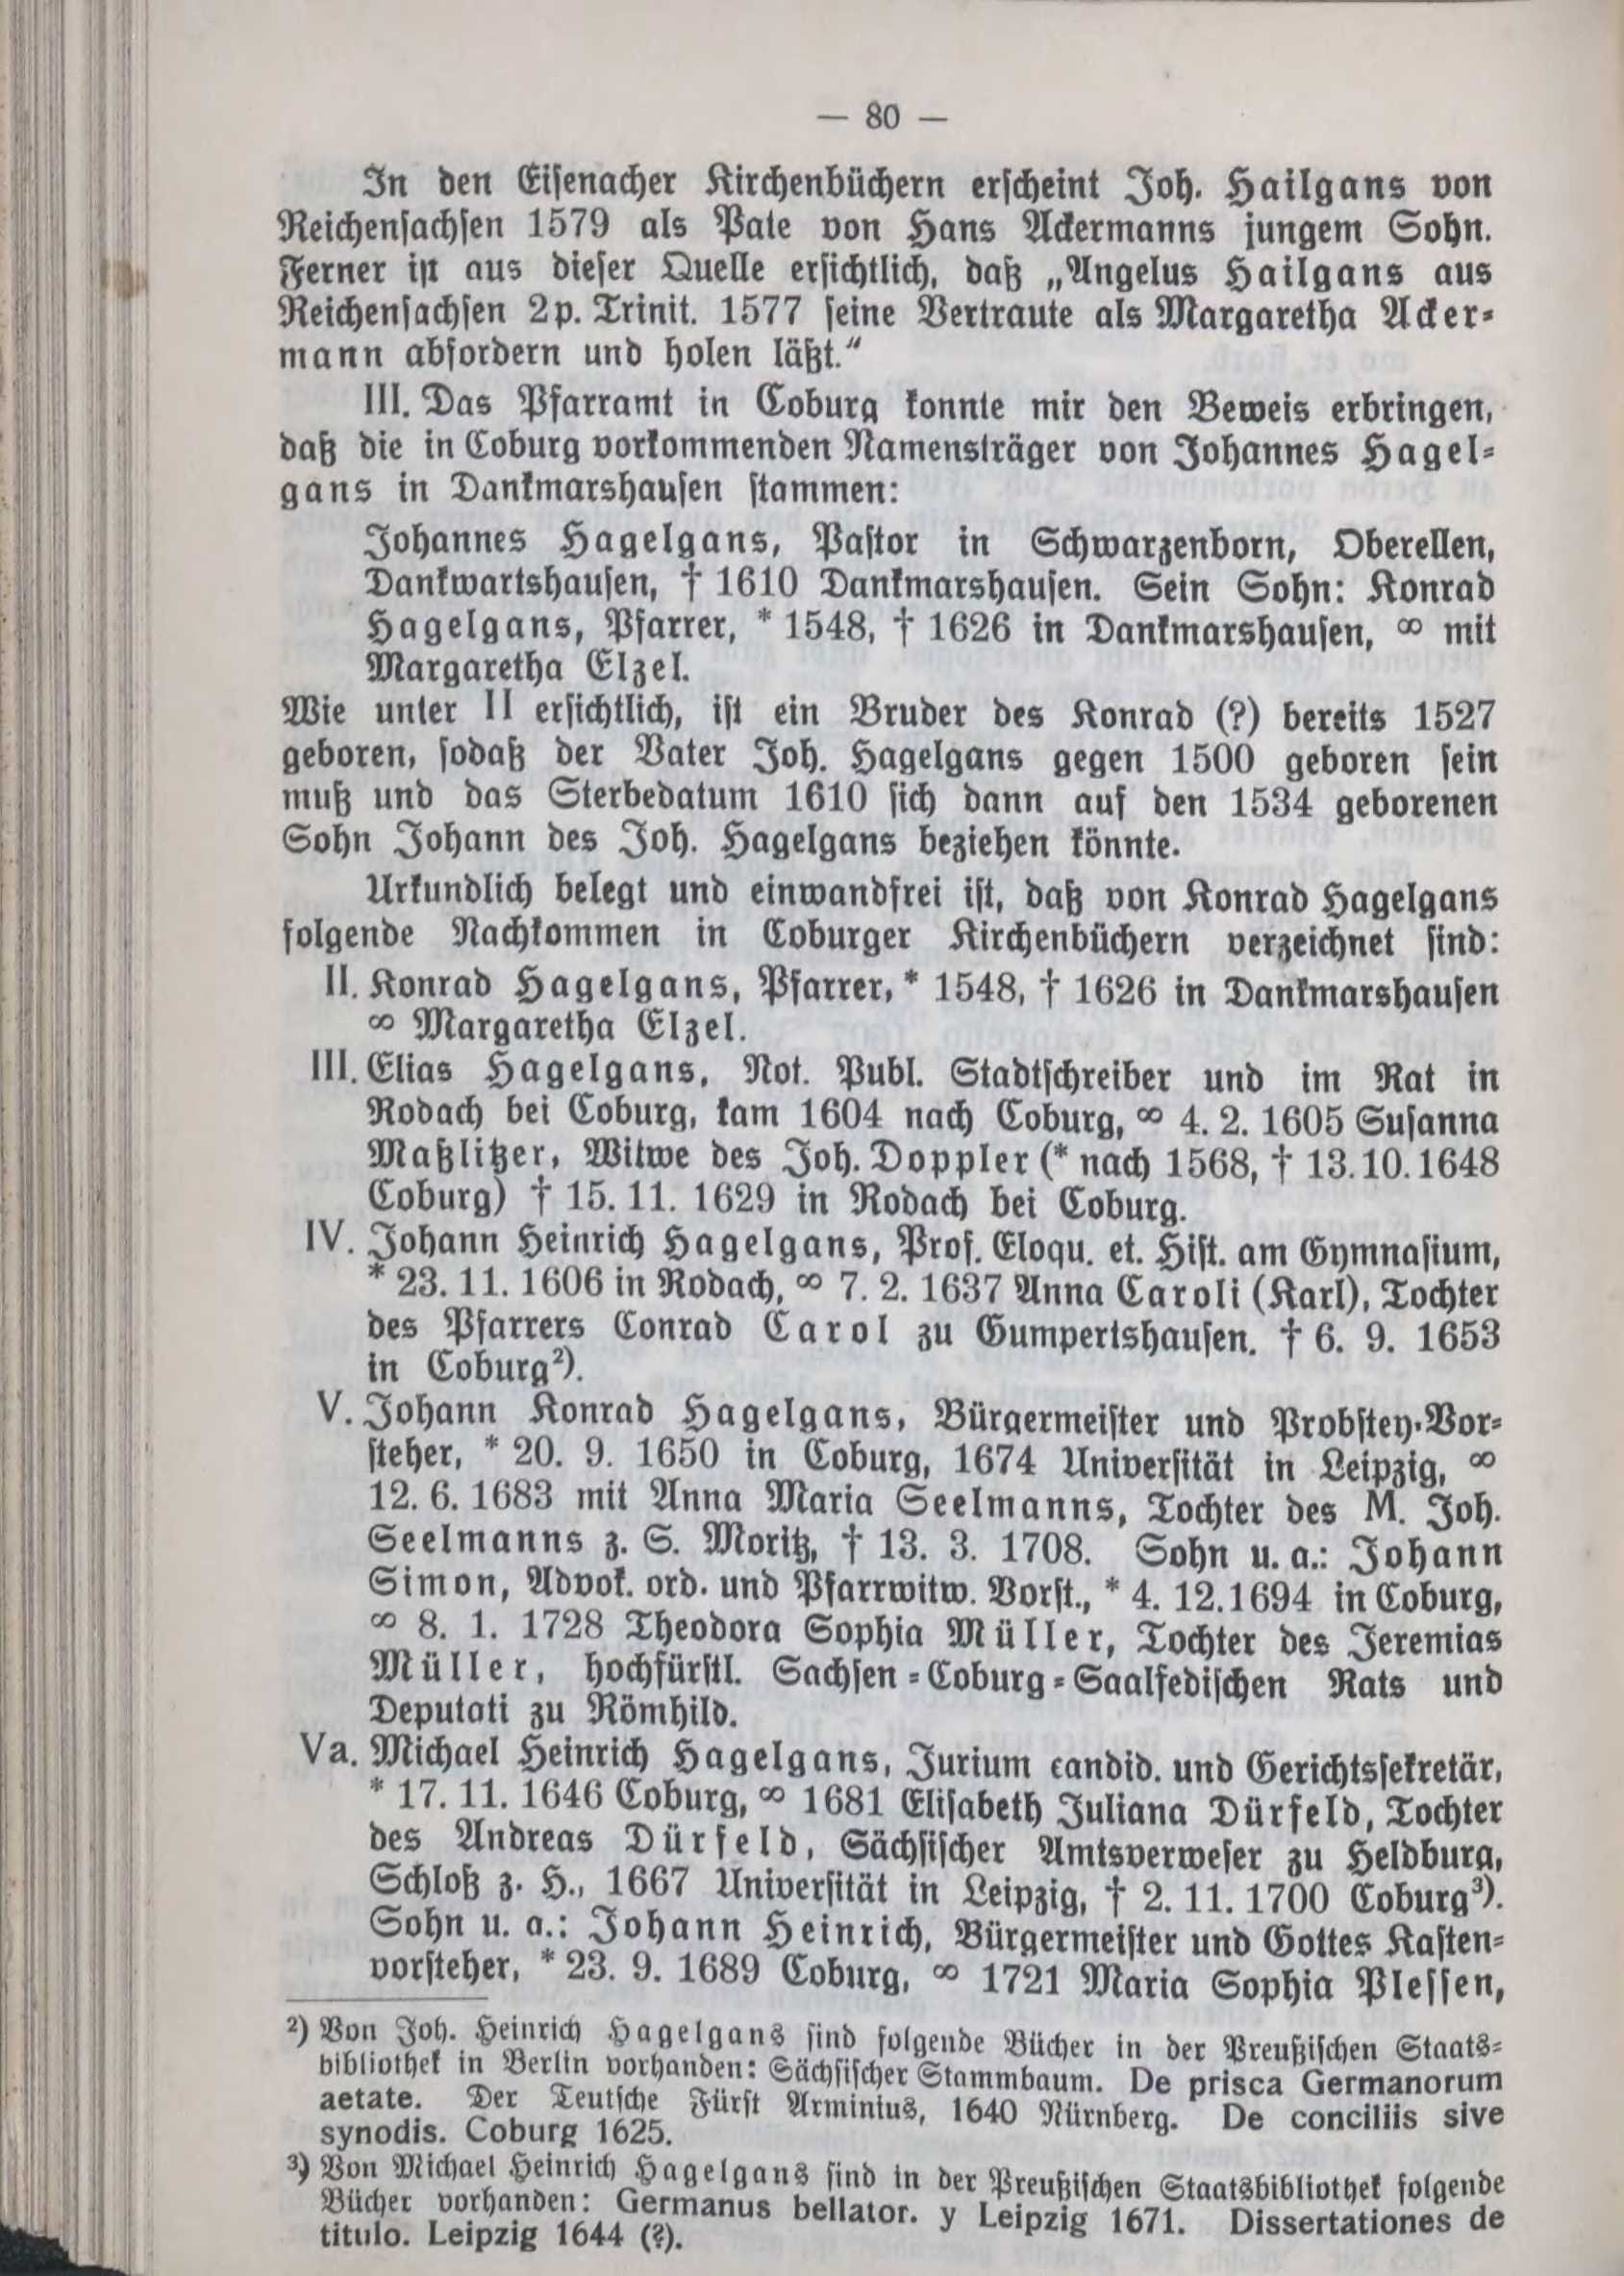 — 80 —
In den Eisenacher Kirchenbüchern erscheint Joh. Hailgans von
Reichensachsen 1579 als Pate von Hans Ackermanns jungem Sohn.
Ferner ist aus dieser Quelle ersichtlich, daß „Angelus Hailgans aus
Reichensachsen 2 p. Trinit. 1577 seine Vertraute als Margaretha Acker-
mann abfordern und holen läßt.“
III. Das Pfarramt in Coburg konnte mir den Beweis erbringen,
daß die in Coburg vorkommenden Namensträger von Johannes Hagel-
gans in Dankmarshausen stammen:
Johannes Hagelgans, Pastor in Schwarzenborn, Oberellen,
Dankwartshausen, † 1610 Dankmarshausen. Sein Sohn: Konrad
Hagelgans, Pfarrer, * 1548, † 1626 in Dankmarshausen, ∞ mit
Margaretha Elzel.
Wie unter II ersichtlich, ist ein Bruder des Konrad (?) bereits 1527
geboren, sodaß der Vater Joh. Hagelgans gegen 1500 geboren sein
muß und das Sterbedatum 1610 sich dann auf den 1534 geborenen
Sohn Johann des Joh. Hagelgans beziehen könnte.
Urkundlich belegt und einwandfrei ist, daß von Konrad Hagelgans
folgende Nachkommen in Coburger Kirchenbüchern verzeichnet sind:
II. Konrad Hagelgans, Pfarrer, * 1548, † 1626 in Dankmarshausen
∞ Margaretha Elzel.
III. Elias Hagelgans, Not. Publ. Stadtschreiber und im Rat in
Rodach bei Coburg, kam 1604 nach Coburg, ∞ 4. 2. 1605 Susanna
Maßlitzer, Witwe des Joh. Doppler (* nach 1568, † 13. 10. 1648
Coburg) † 15. 11. 1629 in Rodach bei Coburg.
IV. Johann Heinrich Hagelgans, Prof. Eloqu. et. Hist. am Gymnasium,
* 23. 11. 1606 in Rodach, ∞ 7. 2. 1637 Anna Caroli (Karl), Tochter
des Pfarrers Conrad Carol zu Gumpertshausen. † 6. 9. 1653
in Coburg²).
V. Johann Konrad Hagelgans, Bürgermeister und Probstey-Vor-
steher, * 20. 9. 1650 in Coburg, 1674 Universität in Leipzig, ∞
12. 6. 1683 mit Anna Maria Seelmanns, Tochter des M. Joh.
Seelmanns z. S. Moritz, † 13. 3. 1708. Sohn u. a.: Johann
Simon, Advok. ord. und Pfarrwitw. Vorst., * 4. 12. 1694 in Coburg,
∞ 8. 1. 1728 Theodora Sophia Müller, Tochter des Jeremias
Müller, hochfürstl. Sachsen-Coburg-Saalfedischen Rats und
Deputati zu Römhild.
Va. Michael Heinrich Hagelgans, Jurium candid. und Gerichtssekretär,
* 17. 11. 1646 Coburg, ∞ 1681 Elisabeth Juliana Dürfeld, Tochter
des Andreas Dürfeld, Sächsischer Amtsverweser zu Heldburg,
Schloß z. H., 1667 Universität in Leipzig, † 2. 11. 1700 Coburg³).
Sohn u. a.: Johann Heinrich, Bürgermeister und Gottes Kasten-
vorsteher, * 23. 9. 1689 Coburg, ∞ 1721 Maria Sophia Plessen,
²) Von Joh. Heinrich Hagelgans sind folgende Bücher in der Preußischen Staats-
bibliothek in Berlin vorhanden: Sächsischer Stammbaum. De prisca Germanorum
aetate. Der Teutsche Fürst Arminius, 1640 Nürnberg. De conciliis sive
synodis. Coburg 1625.
³) Von Michael Heinrich Hagelgans sind in der Preußischen Staatsbibliothek folgende
Bücher vorhanden: Germanus bellator. y Leipzig 1671. Dissertationes de
titulo. Leipzig 1644 (?).